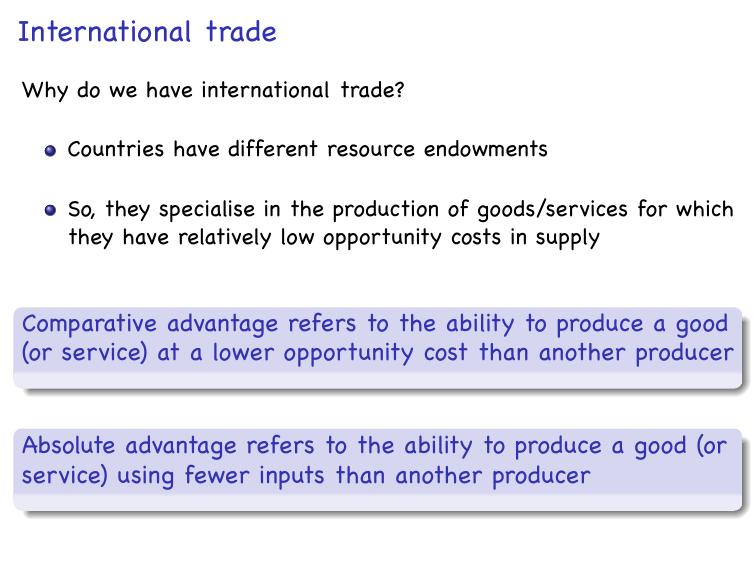 International trade
Why do we have international trade?
Countries have different resource endowments
So, they specialise in the production of goods/services for which
they have relatively low opportunity costs in supply
Comparative advantage refers to the ability to produce a good
(or service) at a lower opportunity cost than another producer
Absolute advantage refers to the ability to produce a good (or
service) using fewer inputs than another producer